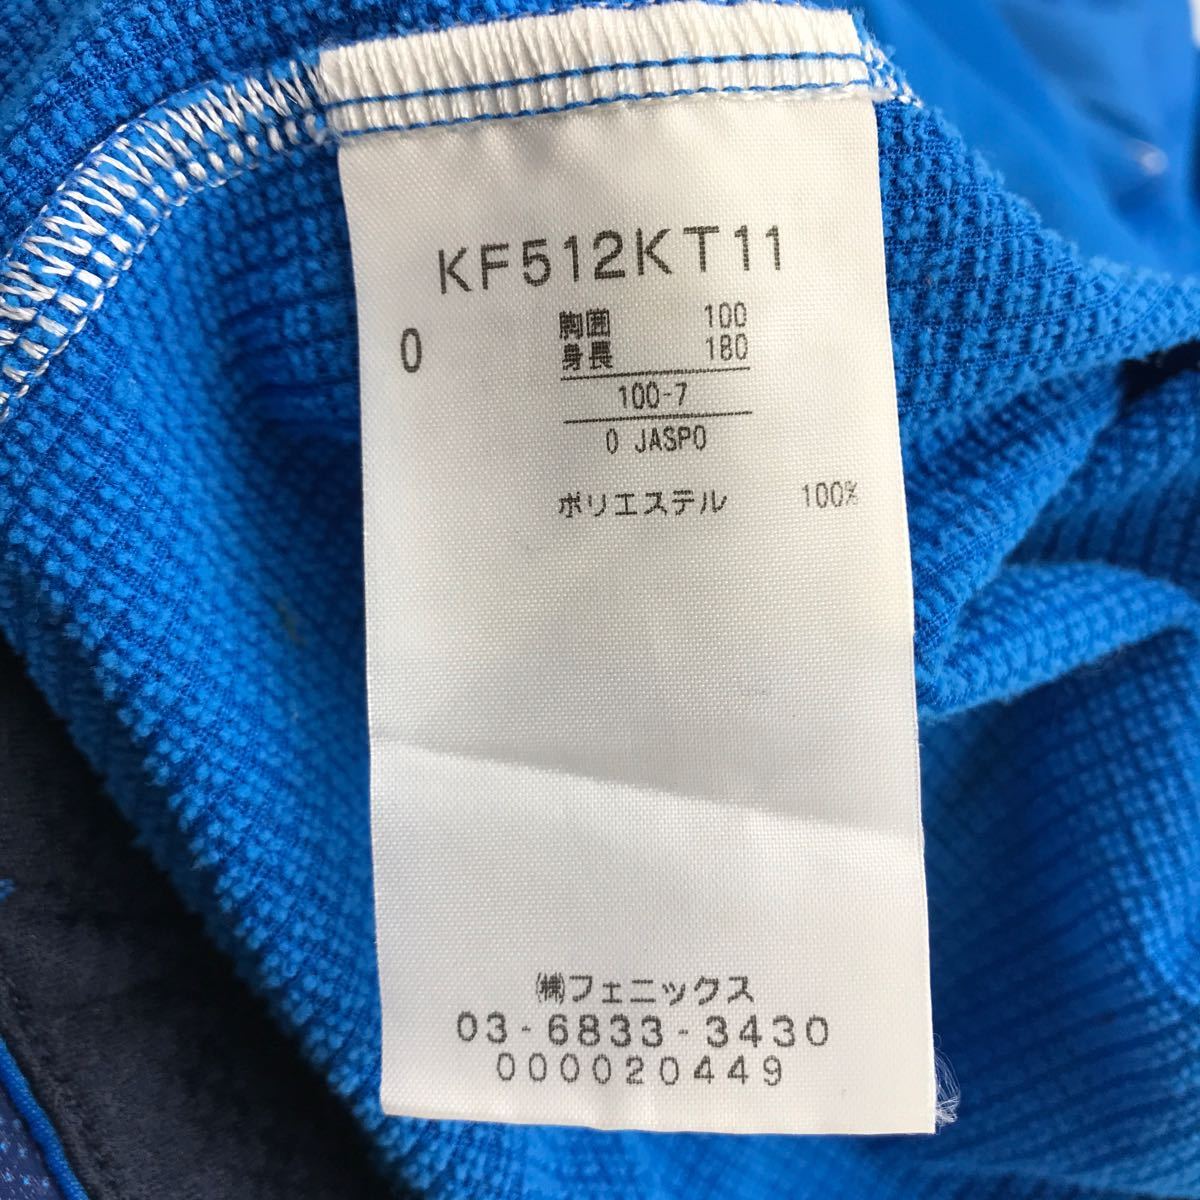 KF512KT11
0
胸囲 100
身長 180
100-7
O JASPO
ポリエステル 100%
㈱フェニックス
03-6833-3430
000020449